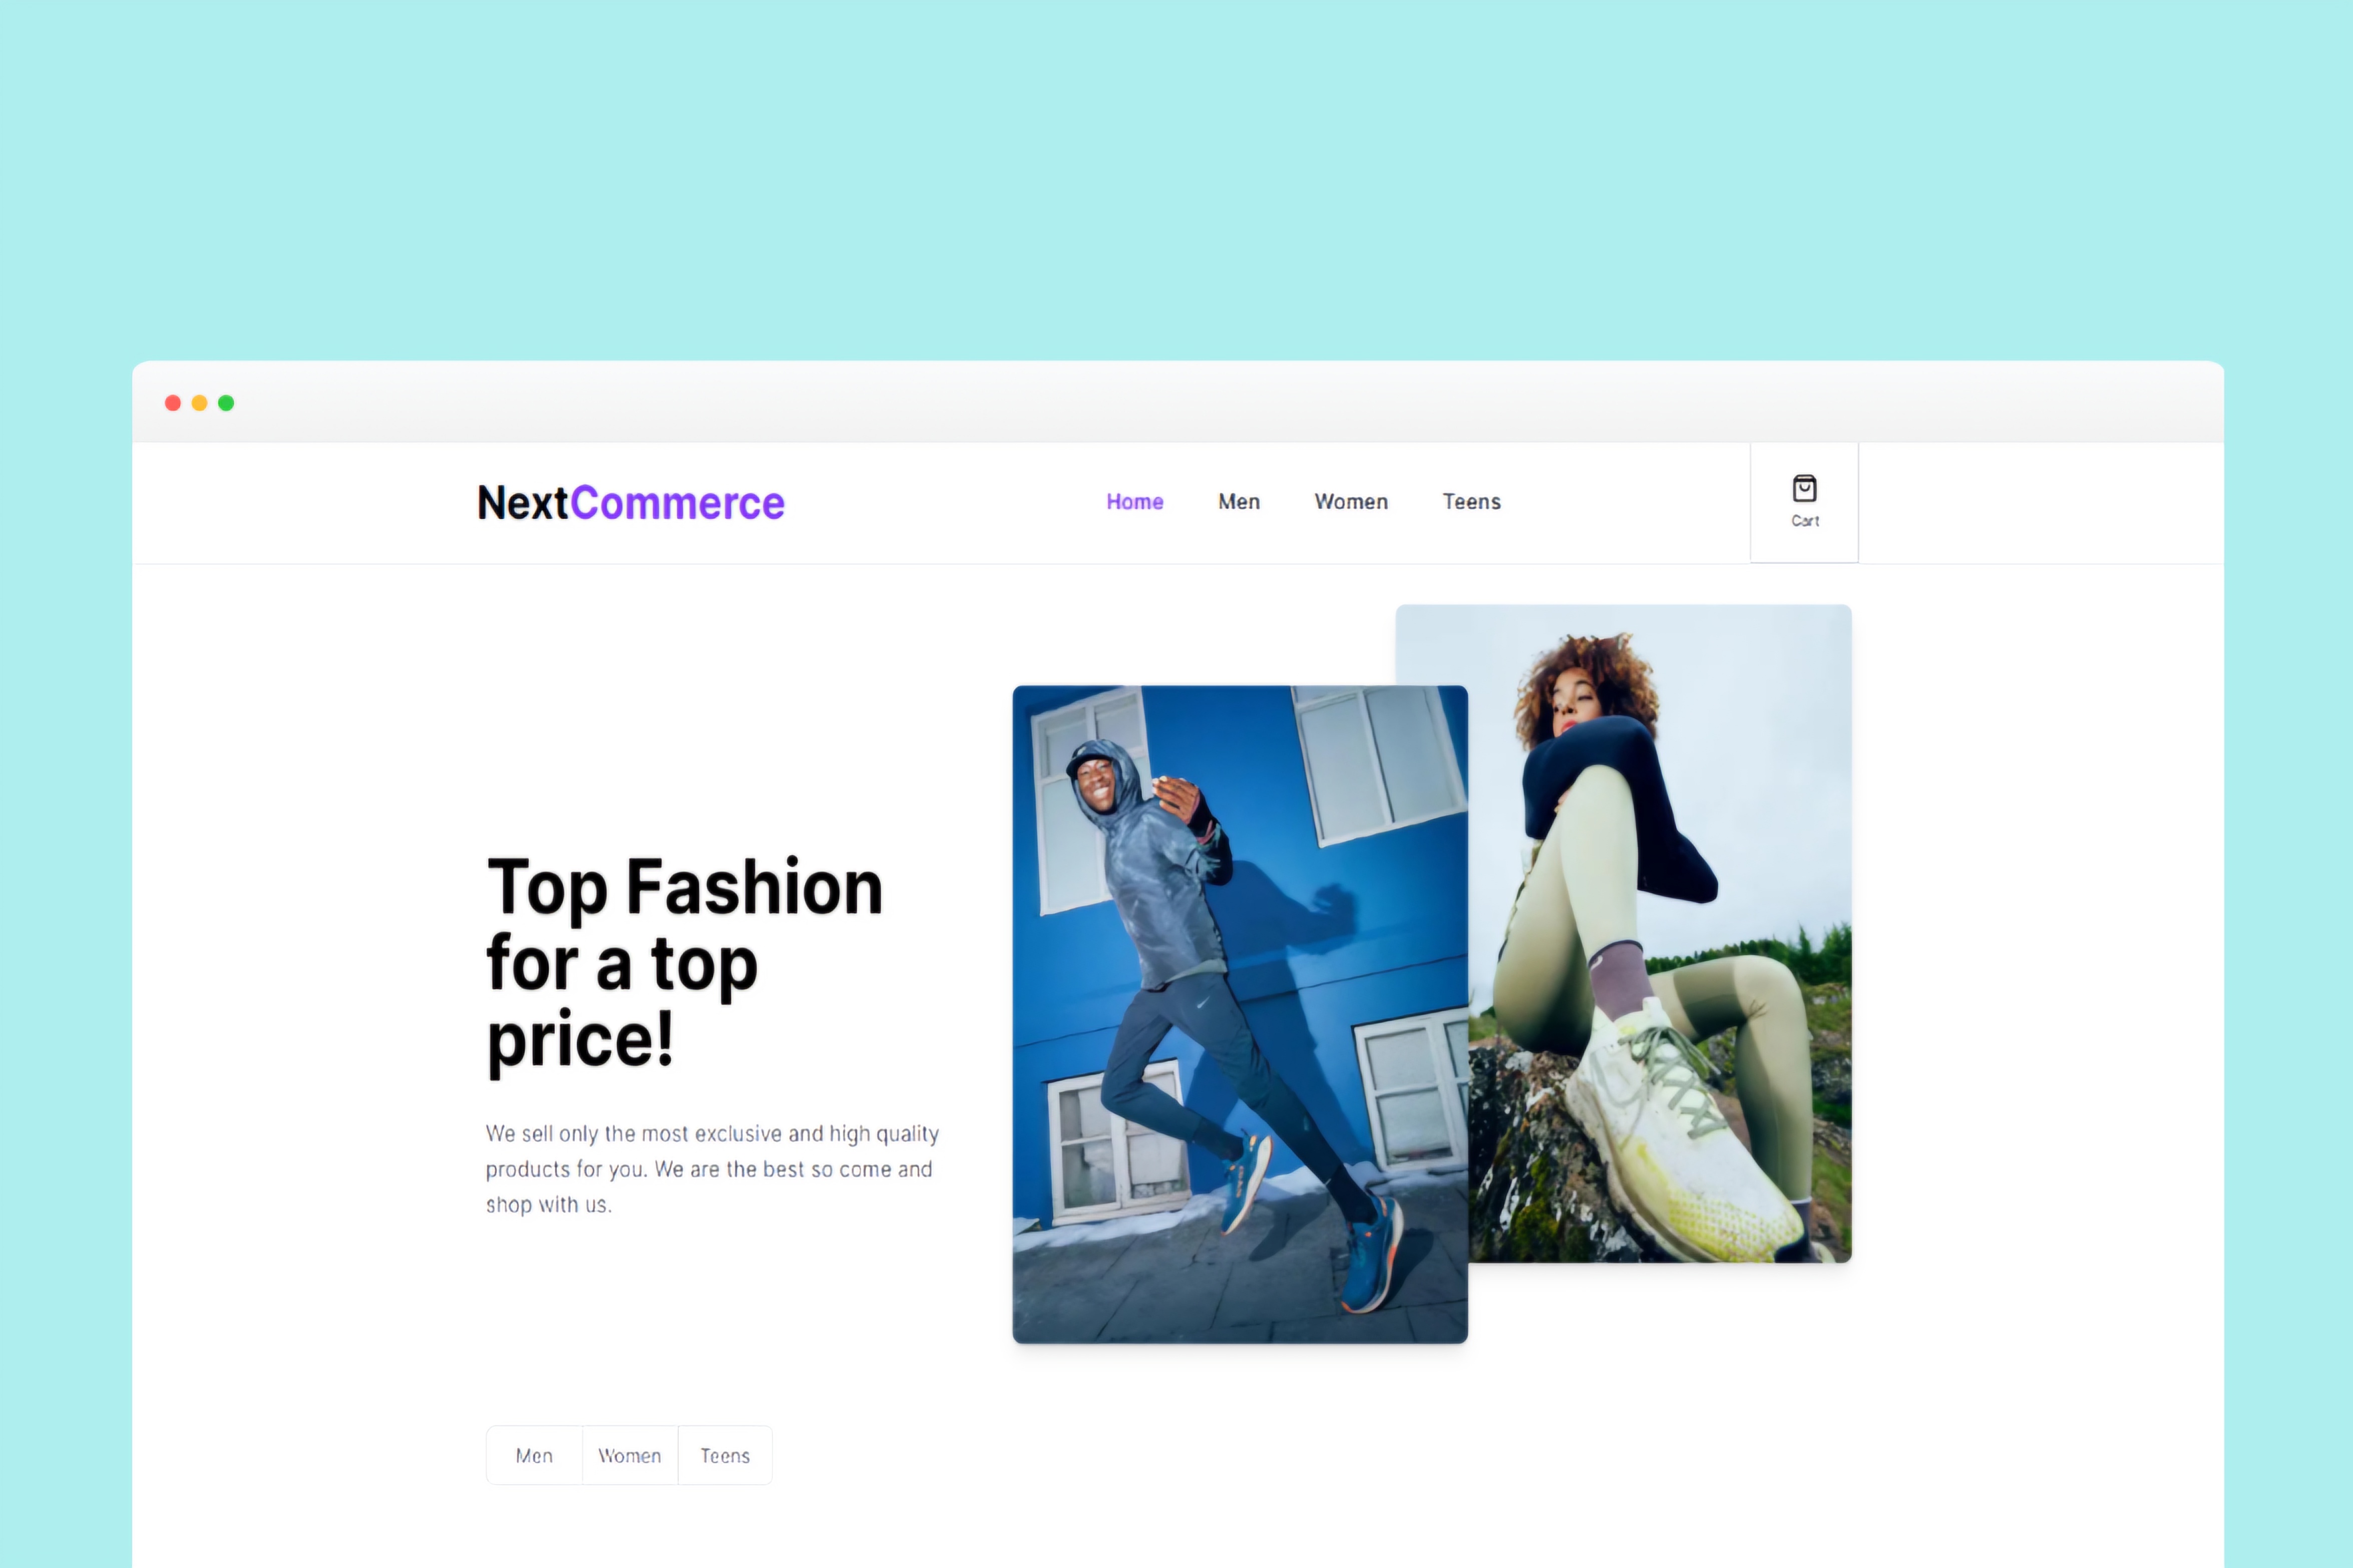 NextCommerce
Home Men Women Teens
Cart
Top Fashion
for a top
price!
We sell only the most exclusive and high quality
products for you. We are the best so come and
shop with us.
Men Women Teens